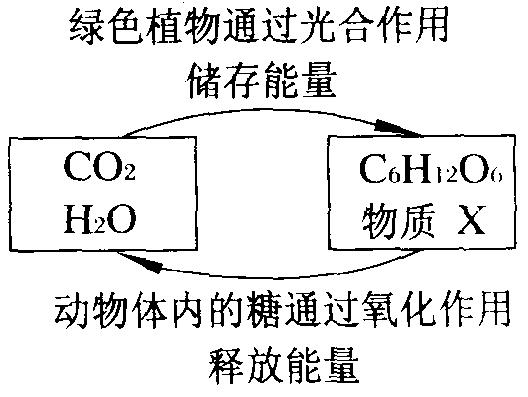 绿色植物通过光合作用
储存能量
CO₂
H₂O
C₆H₁₂O₆
物质 X
动物体内的糖通过氧化作用
释放能量